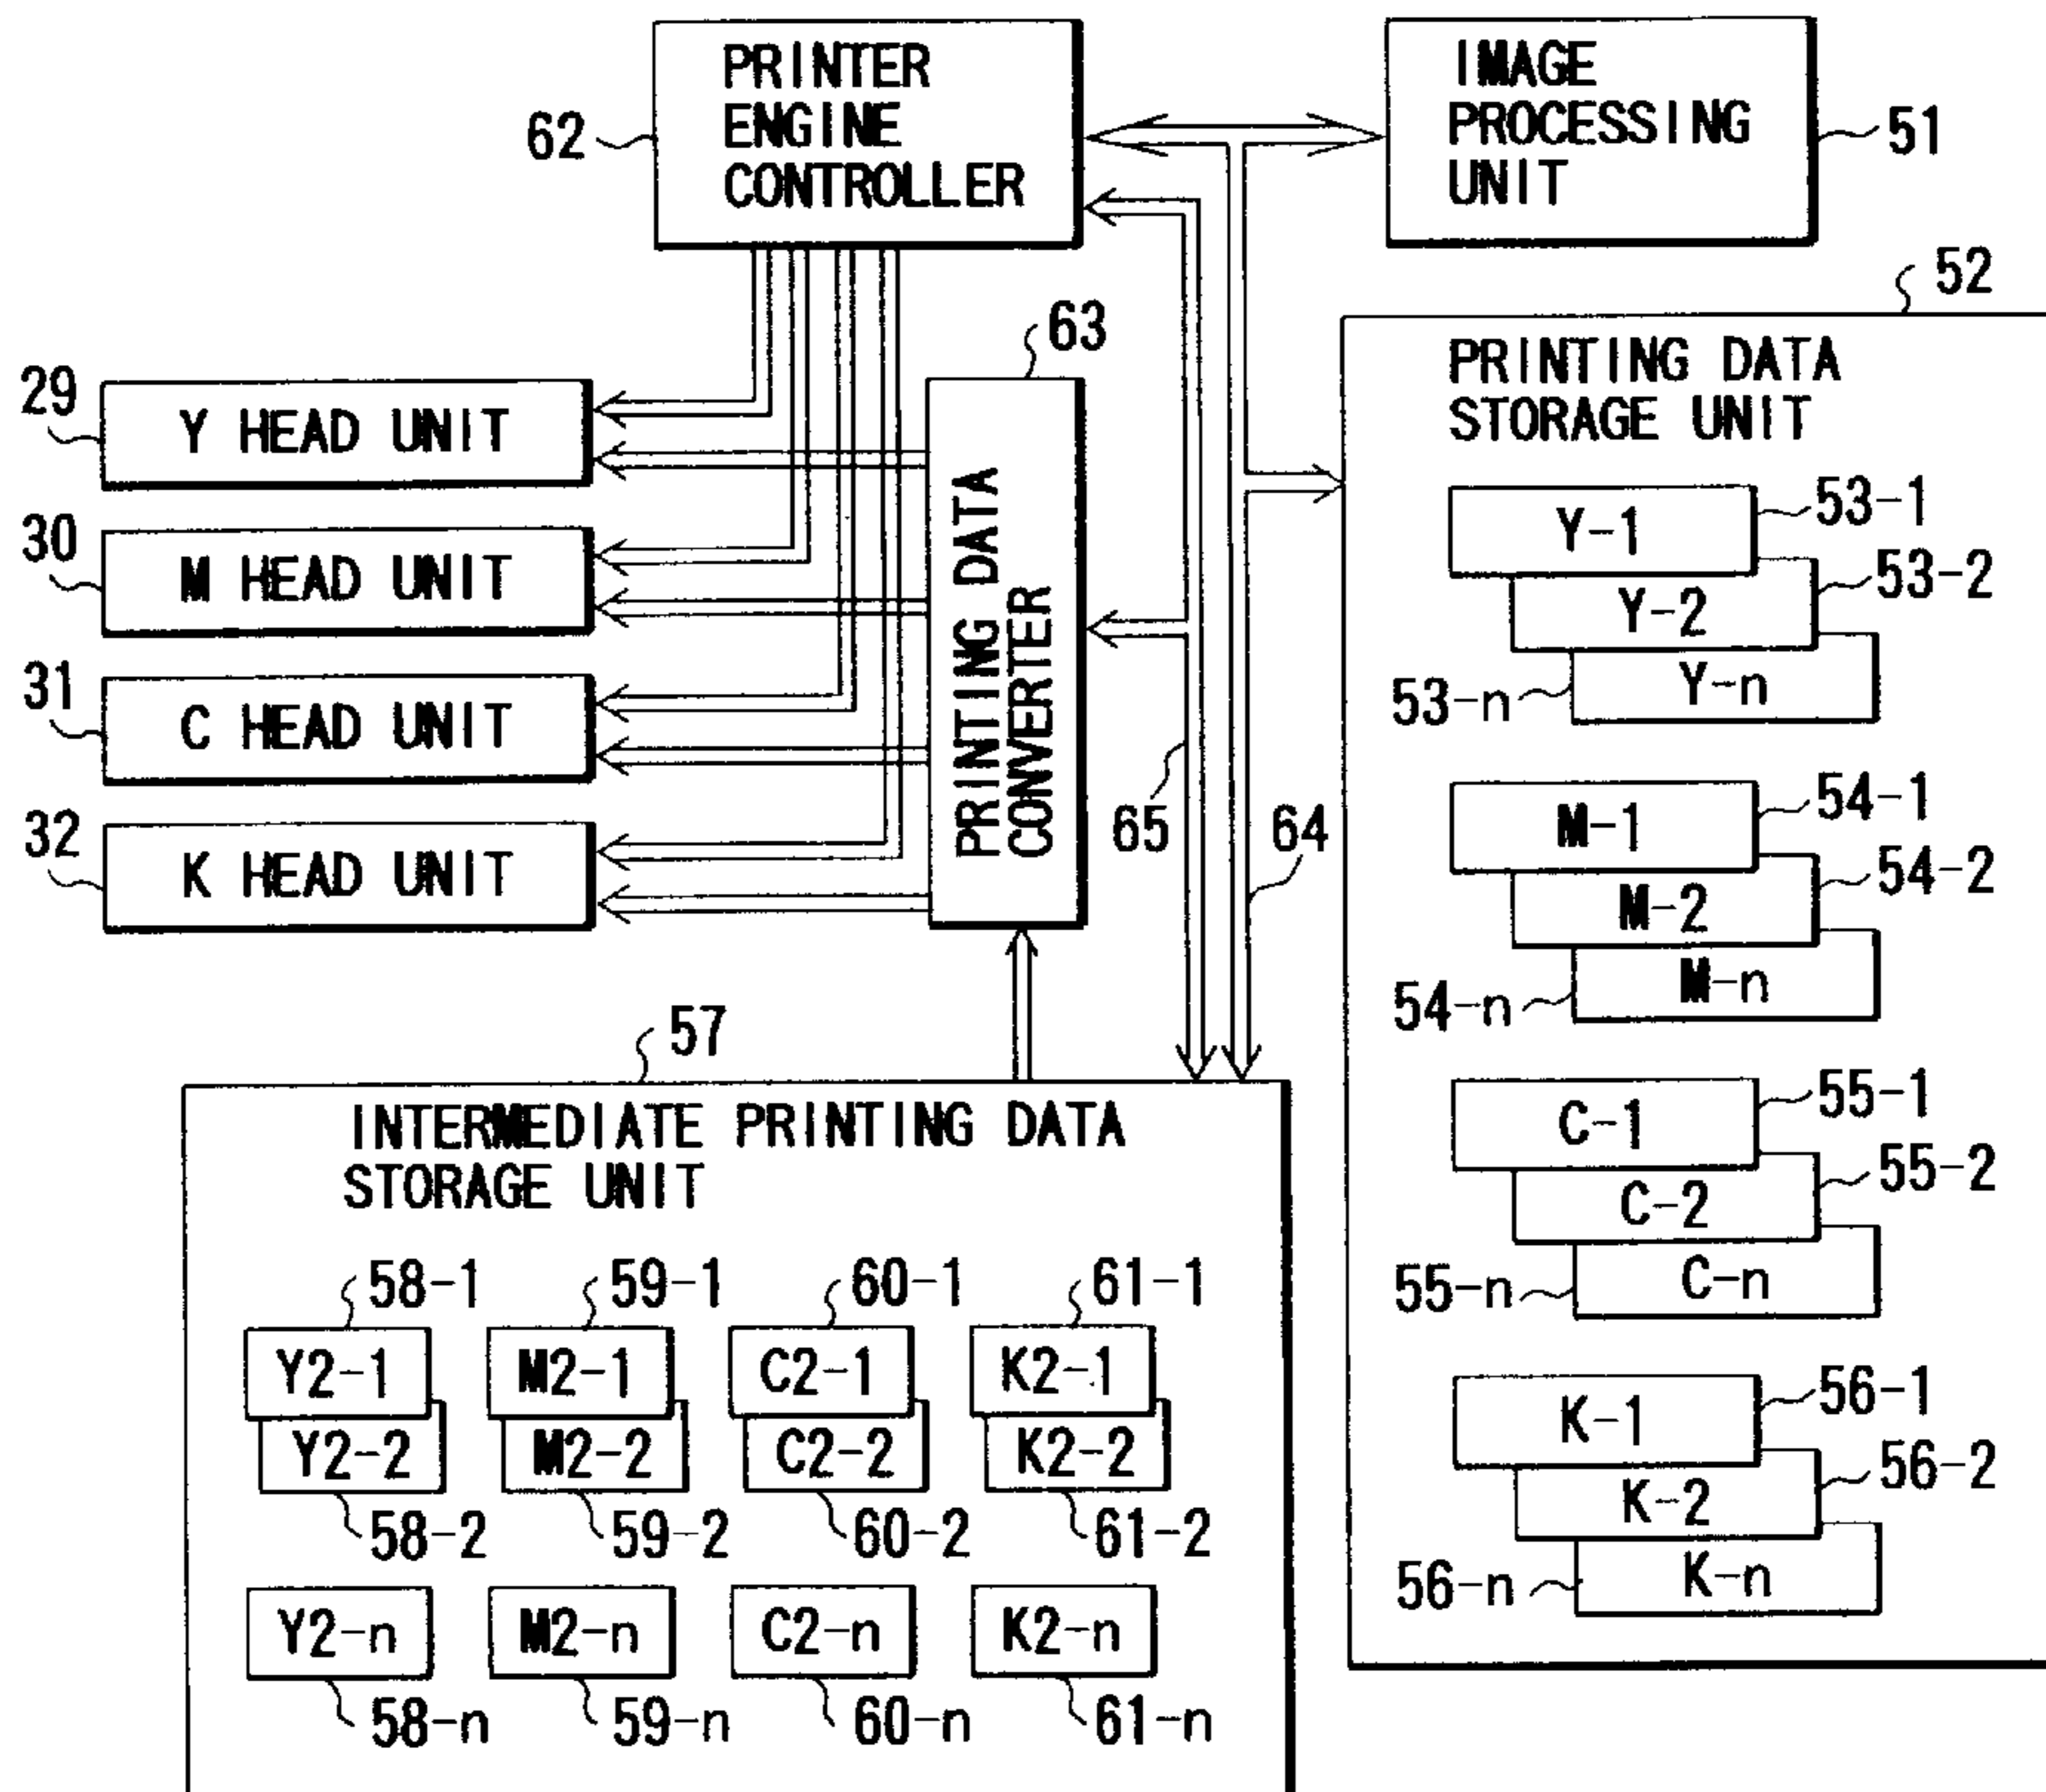 PRINTER
ENGINE
CONTROLLER
62
IMAGE
PROCESSING
UNIT
51
52
PRINTING DATA
STORAGE UNIT
Y-1
53-1
Y-2
53-2
Y-n
53-n
M-1
54-1
M-2
54-2
M-n
54-n
C-1
55-1
C-2
55-2
C-n
55-n
K-1
56-1
K-2
56-2
K-n
56-n
63
PRINTING DATA
CONVERTER
29
Y HEAD UNIT
30
M HEAD UNIT
31
C HEAD UNIT
32
K HEAD UNIT
65
64
57
INTERMEDIATE PRINTING DATA
STORAGE UNIT
58-1
59-1
60-1
61-1
Y2-1
M2-1
C2-1
K2-1
Y2-2
M2-2
C2-2
K2-2
58-2
59-2
60-2
61-2
Y2-n
M2-n
C2-n
K2-n
58-n
59-n
60-n
61-n